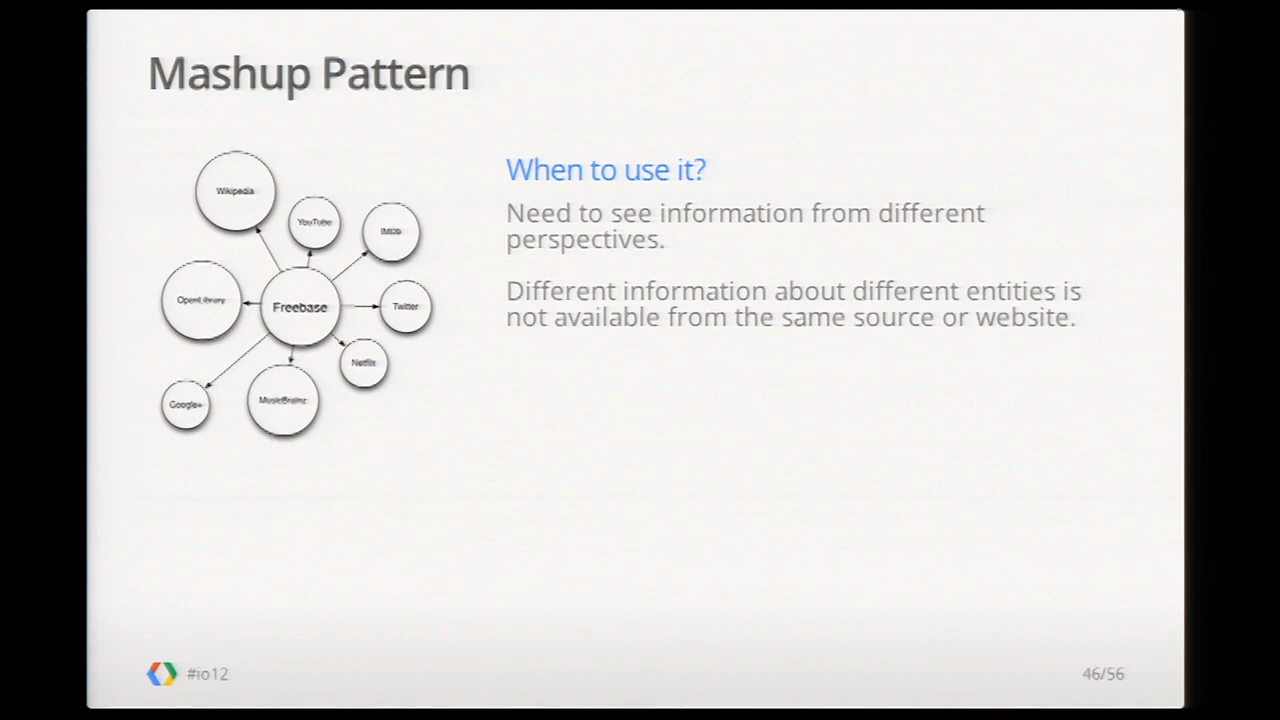 Mashup Pattern
Wikipedia
YouTube
IMDb
OpenLibrary
Freebase
Twitter
Netflix
Google+
MusicBrainz
When to use it?
Need to see information from different
perspectives.
Different information about different entities is
not available from the same source or website.
#io12
46/56